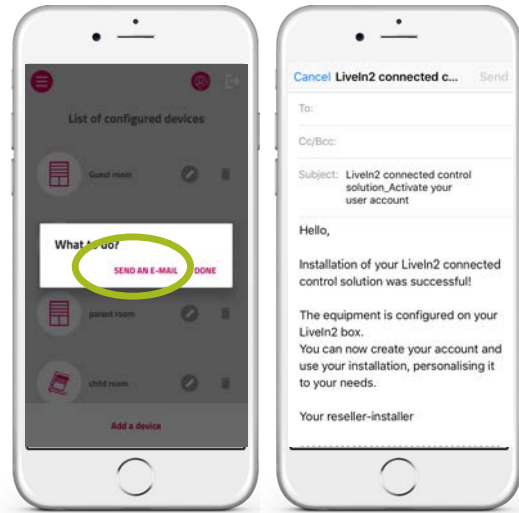 List of configured devices
Guest room
What to do?
SEND AN E-MAIL DONE
parent room
child room
Add a device
Cancel LiveIn2 connected c... Send
To:
Cc/Bcc:
Subject: LiveIn2 connected control
solution_Activate your
user account
Hello,
Installation of your LiveIn2 connected
control solution was successful!
The equipment is configured on your
LiveIn2 box.
You can now create your account and
use your installation, personalising it
to your needs.
Your reseller-installer